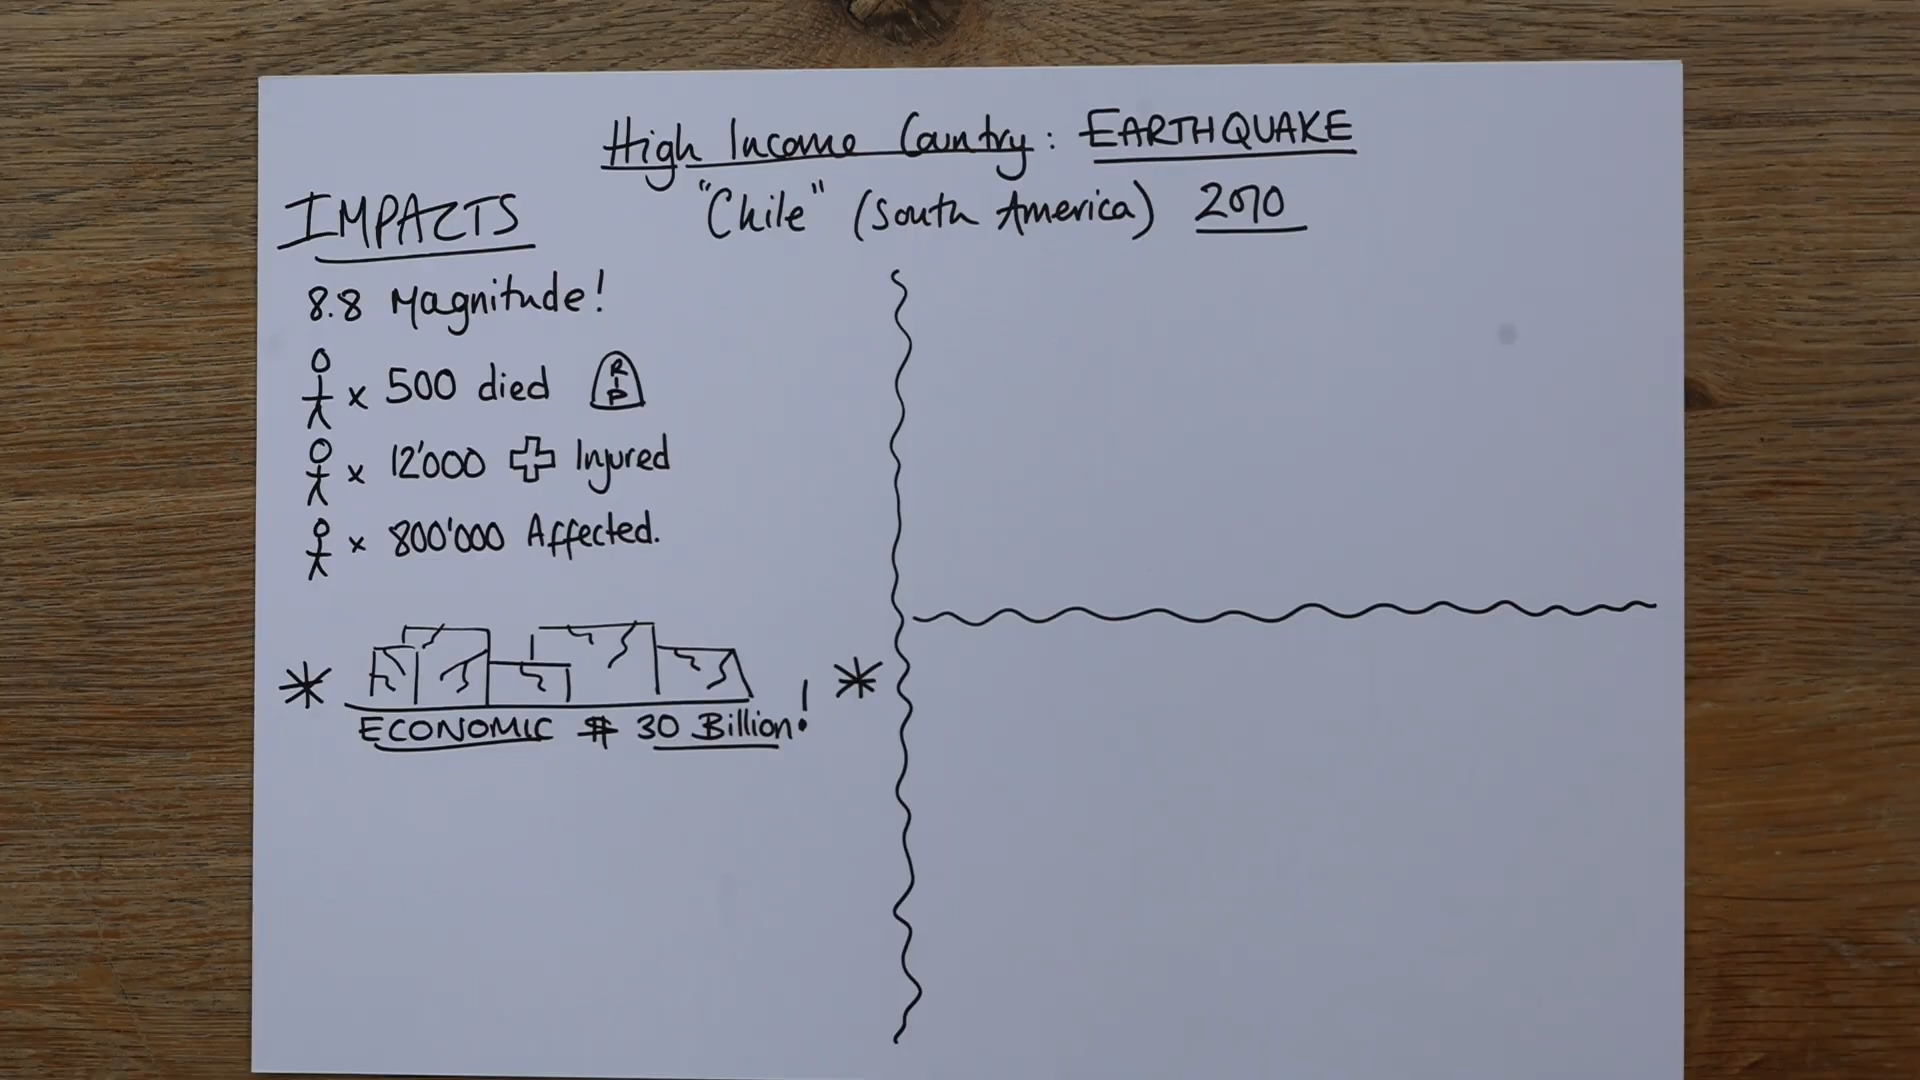 High Income Country: EARTHQUAKE
"Chile" (South America) 2010
IMPACTS
8.8 Magnitude!
x 500 died RIP
x 12'000 Injured
x 800'000 Affected.
ECONOMIC $ 30 Billion!